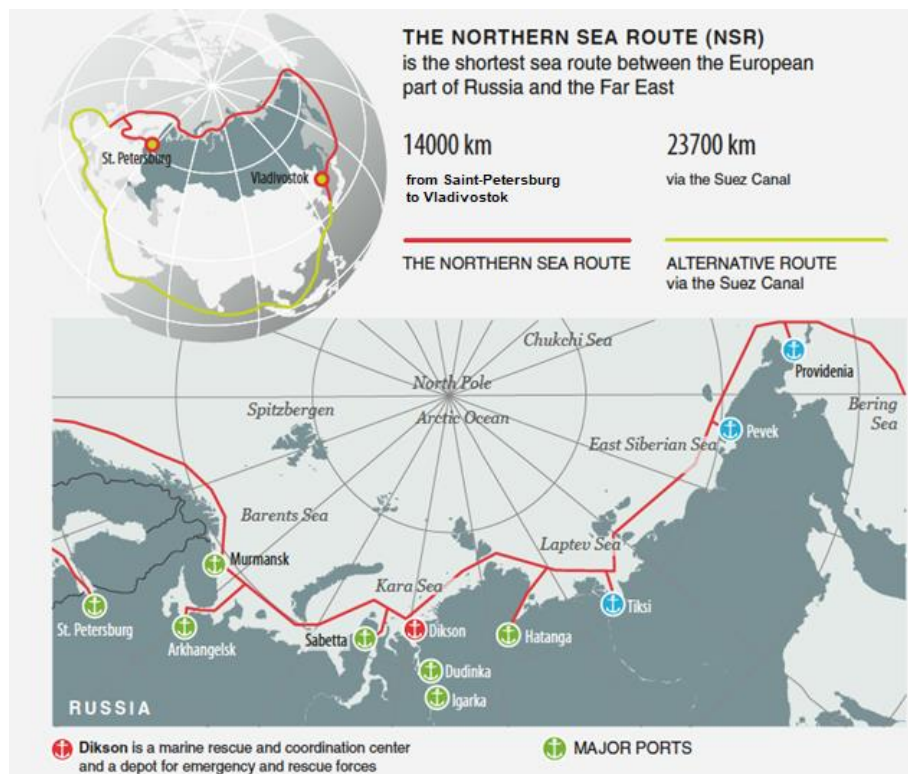 THE NORTHERN SEA ROUTE (NSR)
is the shortest sea route between the European
part of Russia and the Far East
14000 km
from Saint-Petersburg
to Vladivostok
23700 km
via the Suez Canal
THE NORTHERN SEA ROUTE
ALTERNATIVE ROUTE
via the Suez Canal
St. Petersburg
Vladivostok
Chukchi Sea
Providenia
North Pole
Spitzbergen
Arctic Ocean
Bering
Sea
East Siberian Sea
Pevek
Barents Sea
Laptev Sea
Murmansk
Kara Sea
St. Petersburg
Arkhangelsk
Sabetta
Dikson
Hatanga
Tiksi
Dudinka
Igarka
RUSSIA
Dikson is a marine rescue and coordination center
and a depot for emergency and rescue forces
MAJOR PORTS